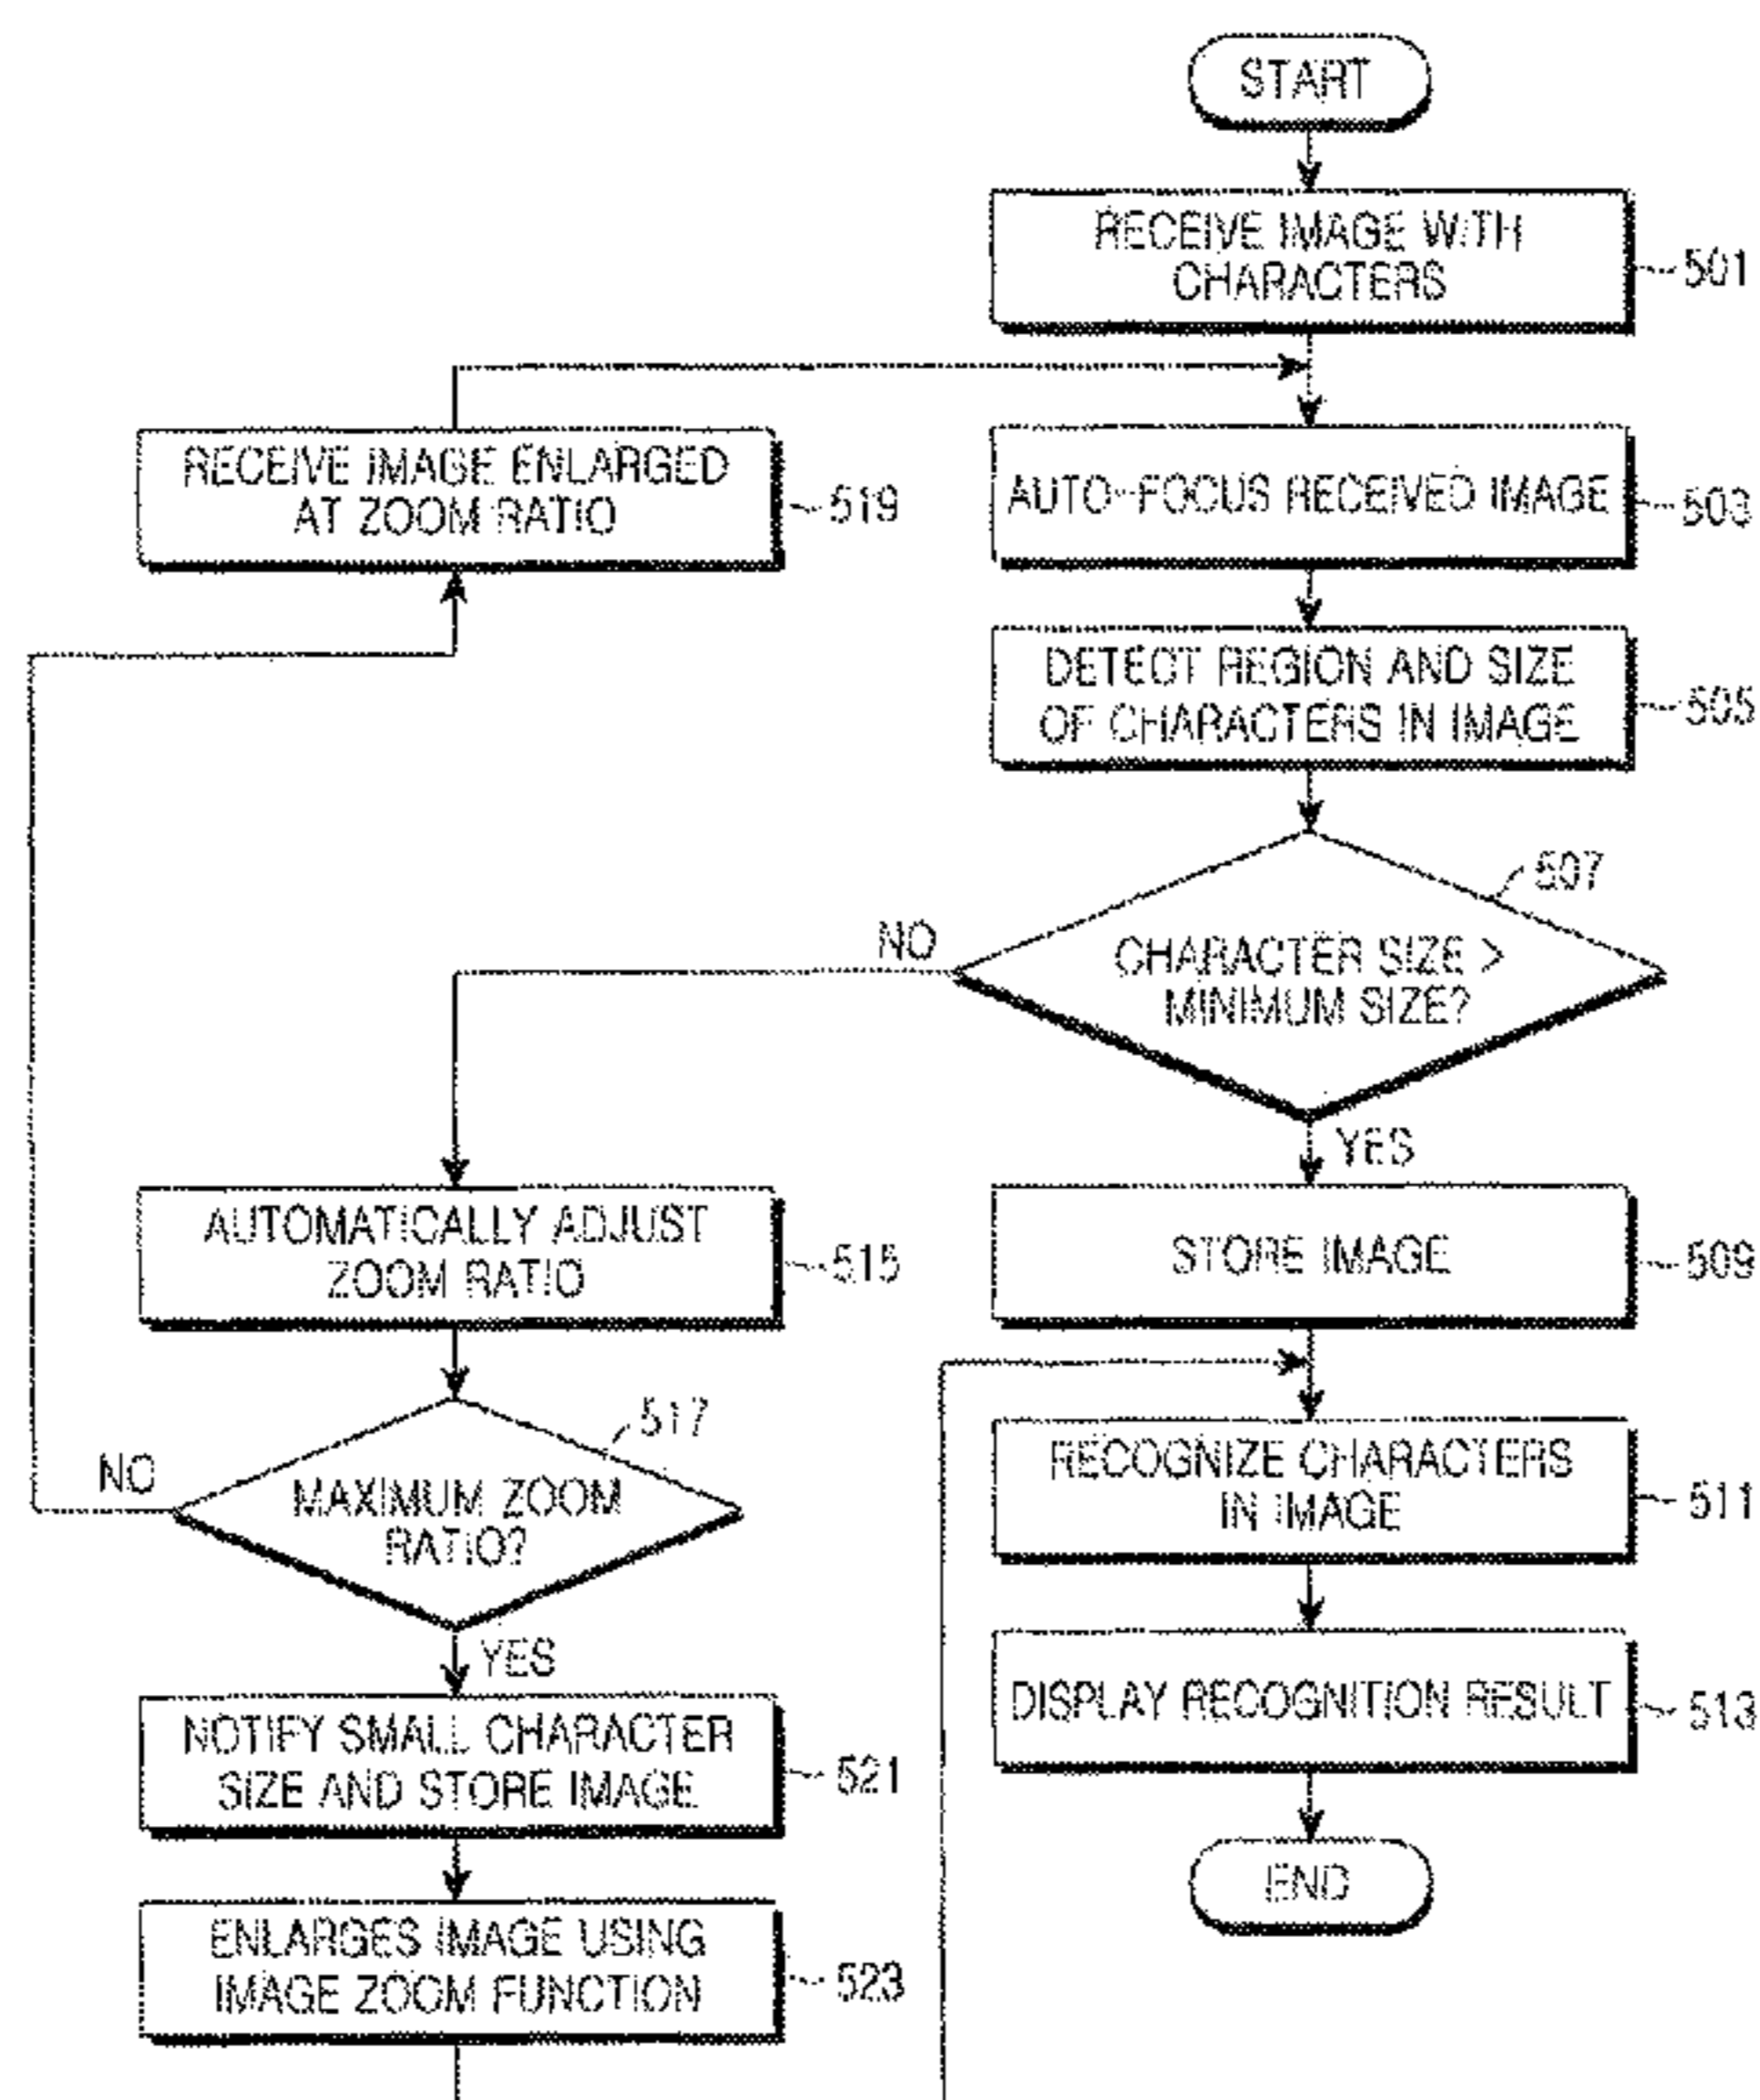 START
RECEIVE IMAGE WITH
CHARACTERS
501
RECEIVE IMAGE ENLARGED
AT ZOOM RATIO
519
AUTO-FOCUS RECEIVED IMAGE
503
DETECT REGION AND SIZE
OF CHARACTERS IN IMAGE
505
507
NO
CHARACTER SIZE >
MINIMUM SIZE?
YES
AUTOMATICALLY ADJUST
ZOOM RATIO
515
STORE IMAGE
509
517
NO
MAXIMUM ZOOM
RATIO?
YES
RECOGNIZE CHARACTERS
IN IMAGE
511
NOTIFY SMALL CHARACTER
SIZE AND STORE IMAGE
521
DISPLAY RECOGNITION RESULT
513
ENLARGES IMAGE USING
IMAGE ZOOM FUNCTION
523
END